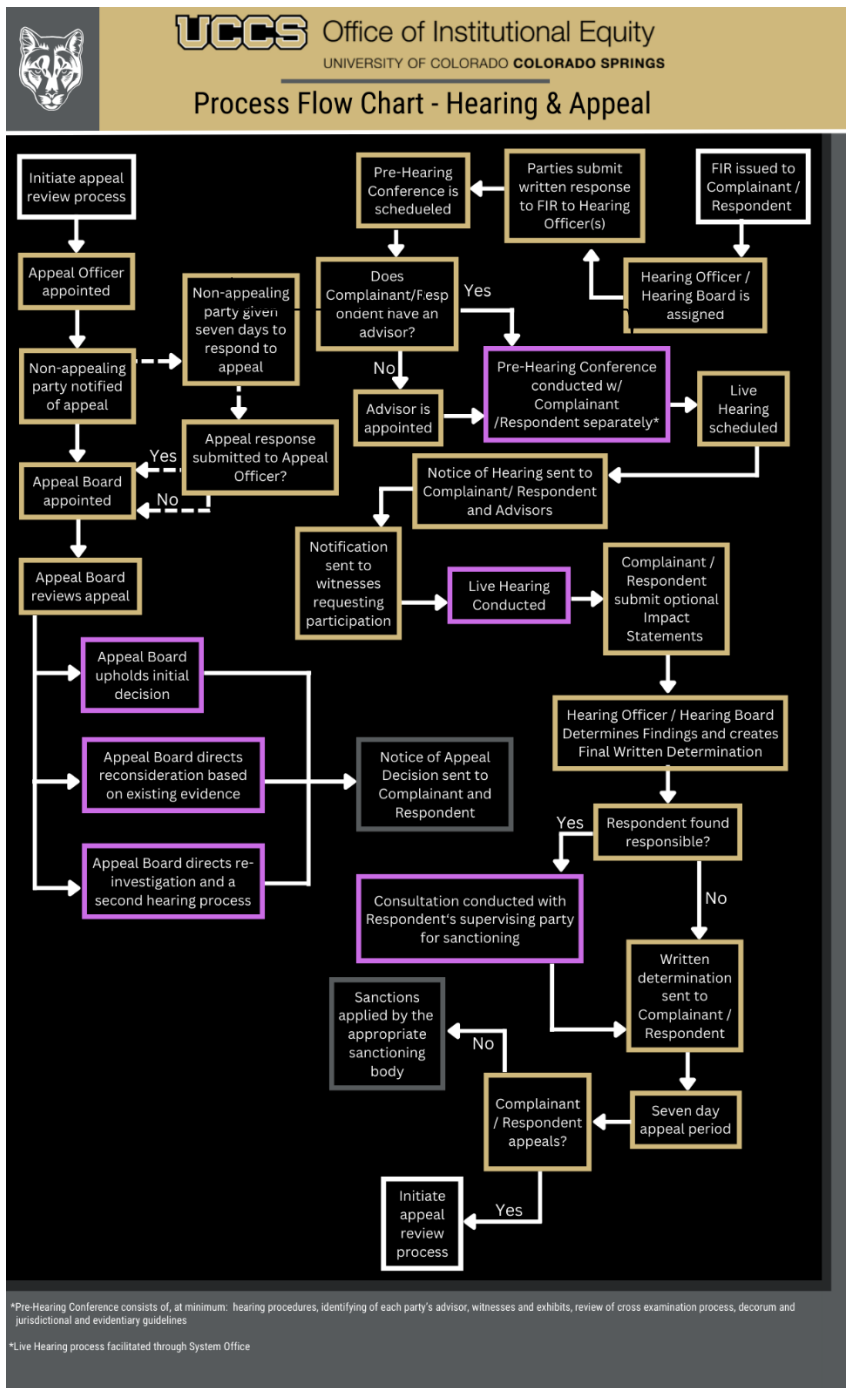 UCCS Office of Institutional Equity
UNIVERSITY OF COLORADO COLORADO SPRINGS
Process Flow Chart - Hearing & Appeal
Initiate appeal
review process
Appeal Officer
appointed
Non-appealing
party notified
of appeal
Non-appealing
party given
seven days to
respond to
appeal
Appeal response
submitted to Appeal
Officer?
Yes
No
Appeal Board
appointed
Appeal Board
reviews appeal
Appeal Board
upholds initial
decision
Appeal Board directs
reconsideration based
on existing evidence
Appeal Board directs re-
investigation and a
second hearing process
Notice of Appeal
Decision sent to
Complainant and
Respondent
FIR issued to
Complainant /
Respondent
Hearing Officer /
Hearing Board is
assigned
Parties submit
written response
to FIR to Hearing
Officer(s)
Pre-Hearing
Conference is
schedueled
Does
Complainant/Resp
ondent have an
advisor?
Yes
No
Advisor is
appointed
Pre-Hearing Conference
conducted w/
Complainant
/Respondent separately*
Live
Hearing
scheduled
Notice of Hearing sent to
Complainant/ Respondent
and Advisors
Notification
sent to
witnesses
requesting
participation
Live Hearing
Conducted
Complainant /
Respondent
submit optional
Impact
Statements
Hearing Officer / Hearing Board
Determines Findings and creates
Final Written Determination
Respondent found
responsible?
Yes
No
Consultation conducted with
Respondent's supervising party
for sanctioning
Written
determination
sent to
Complainant /
Respondent
Seven day
appeal period
Complainant
/ Respondent
appeals?
No
Sanctions
applied by the
appropriate
sanctioning
body
Yes
Initiate
appeal
review
process
*Pre-Hearing Conference consists of, at minimum: hearing procedures, identifying of each party's advisor, witnesses and exhibits, review of cross examination process, decorum and
jurisdictional and evidentiary guidelines
*Live Hearing process facilitated through System Office